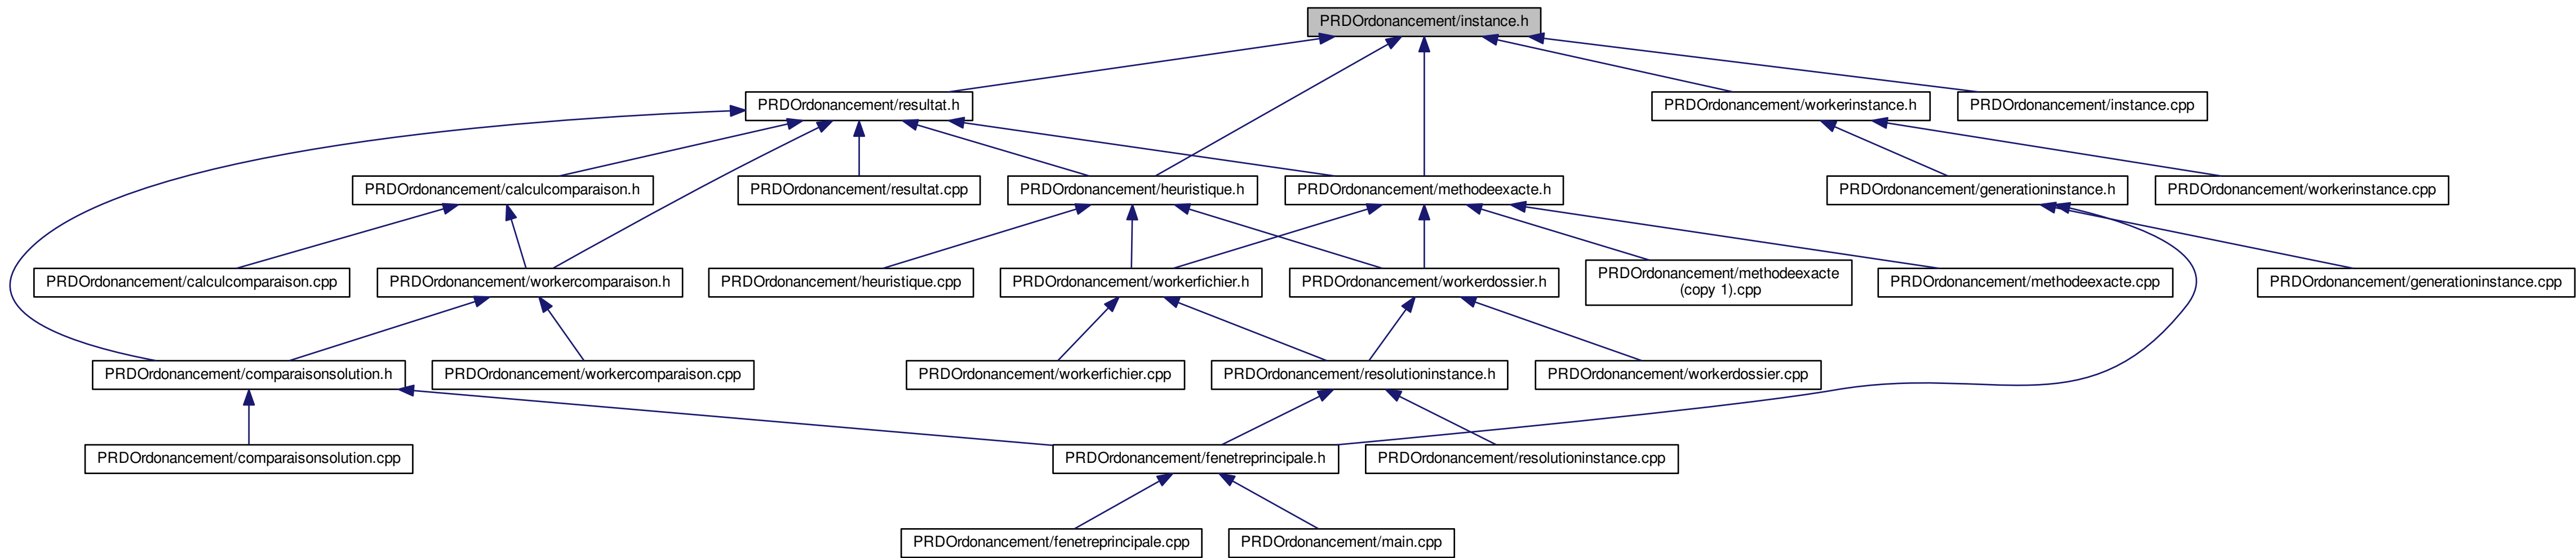 PRDOrdonancement/instance.h
PRDOrdonancement/resultat.h
PRDOrdonancement/workerinstance.h
PRDOrdonancement/instance.cpp
PRDOrdonancement/calculcomparaison.h
PRDOrdonancement/resultat.cpp
PRDOrdonancement/heuristique.h
PRDOrdonancement/methodeexacte.h
PRDOrdonancement/generationinstance.h
PRDOrdonancement/workerinstance.cpp
PRDOrdonancement/calculcomparaison.cpp
PRDOrdonancement/workercomparaison.h
PRDOrdonancement/heuristique.cpp
PRDOrdonancement/workerfichier.h
PRDOrdonancement/workerdossier.h
PRDOrdonancement/methodeexacte
(copy 1).cpp
PRDOrdonancement/methodeexacte.cpp
PRDOrdonancement/generationinstance.cpp
PRDOrdonancement/comparaisonsolution.h
PRDOrdonancement/workercomparaison.cpp
PRDOrdonancement/workerfichier.cpp
PRDOrdonancement/resolutioninstance.h
PRDOrdonancement/workerdossier.cpp
PRDOrdonancement/comparaisonsolution.cpp
PRDOrdonancement/fenetreprincipale.h
PRDOrdonancement/resolutioninstance.cpp
PRDOrdonancement/fenetreprincipale.cpp
PRDOrdonancement/main.cpp